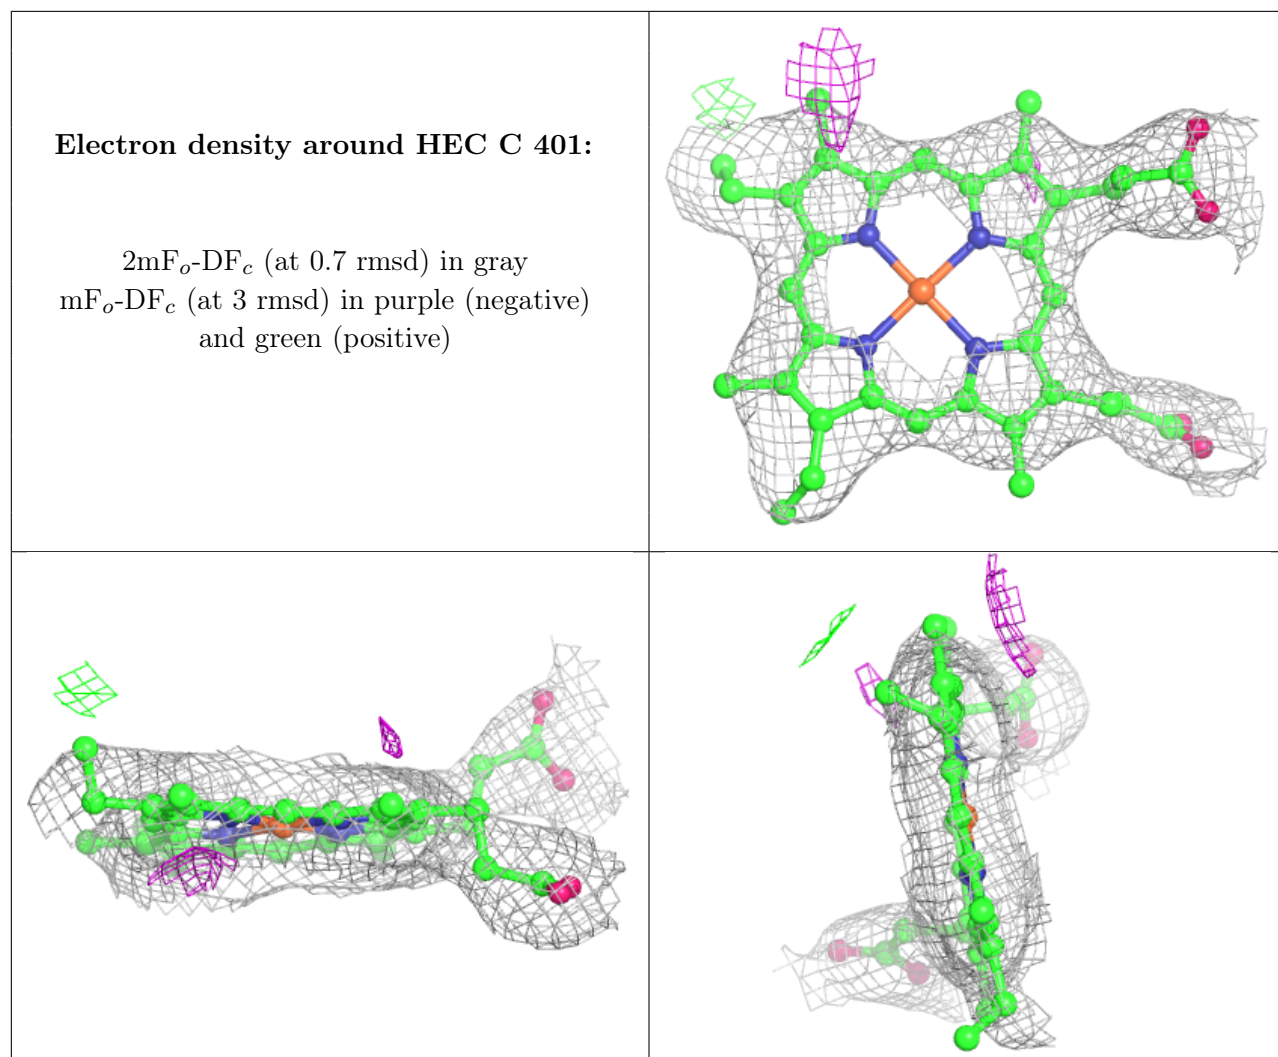 Electron density around HEC C 401:
2mFo-DFc (at 0.7 rmsd) in gray
mFo-DFc (at 3 rmsd) in purple (negative)
and green (positive)